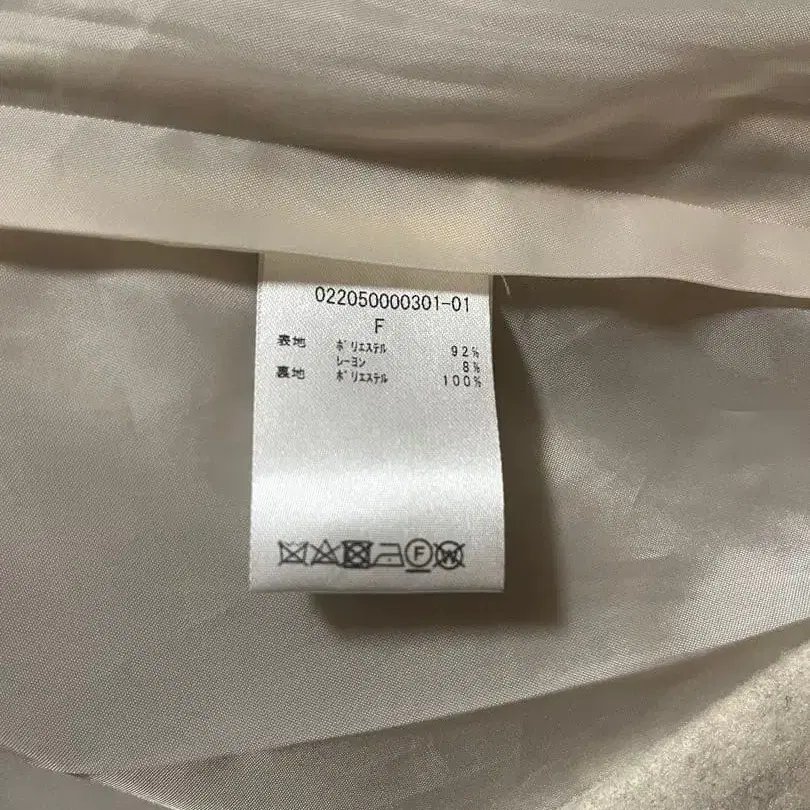 022050000301-01
F
表地 ポリエステル 92%
レーヨン 8%
裏地 ポリエステル 100%
F W